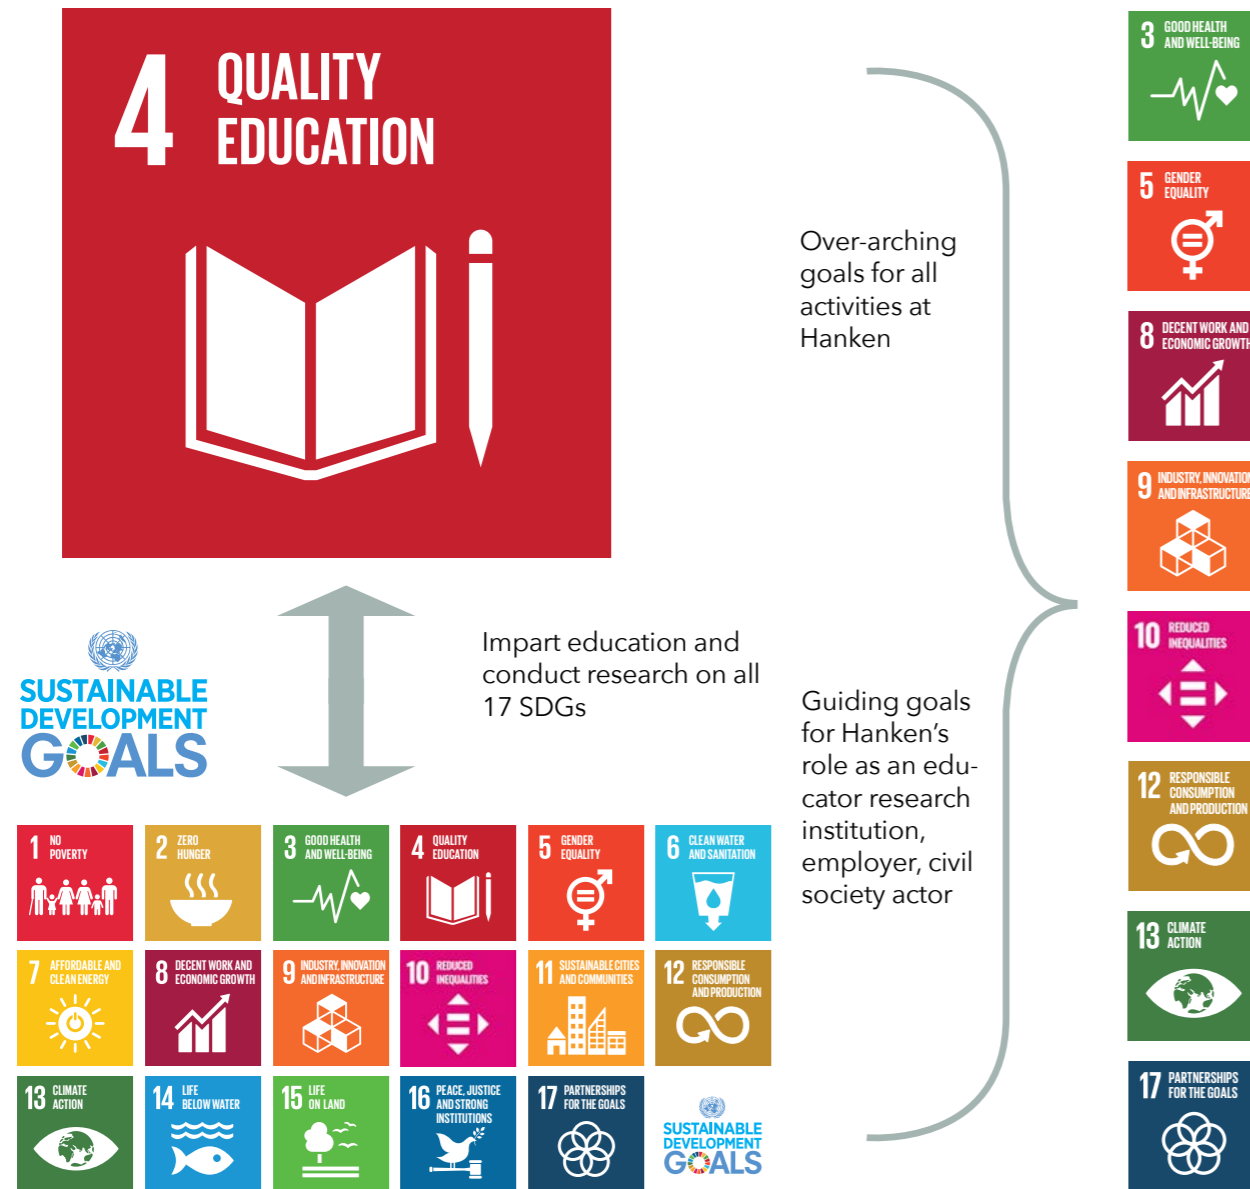 4 QUALITY
EDUCATION
SUSTAINABLE
DEVELOPMENT
GOALS
Impart education and
conduct research on all
17 SDGs
1 NO
POVERTY
2 ZERO
HUNGER
3 GOOD HEALTH
AND WELL-BEING
4 QUALITY
EDUCATION
5 GENDER
EQUALITY
6 CLEAN WATER
AND SANITATION
7 AFFORDABLE AND
CLEAN ENERGY
8 DECENT WORK AND
ECONOMIC GROWTH
9 INDUSTRY, INNOVATION
AND INFRASTRUCTURE
10 REDUCED
INEQUALITIES
11 SUSTAINABLE CITIES
AND COMMUNITIES
12 RESPONSIBLE
CONSUMPTION
AND PRODUCTION
13 CLIMATE
ACTION
14 LIFE
BELOW WATER
15 LIFE
ON LAND
16 PEACE, JUSTICE
AND STRONG
INSTITUTIONS
17 PARTNERSHIPS
FOR THE GOALS
SUSTAINABLE
DEVELOPMENT
GOALS
Over-arching
goals for all
activities at
Hanken
Guiding goals
for Hanken's
role as an edu-
cator research
institution,
employer, civil
society actor
3 GOOD HEALTH
AND WELL-BEING
5 GENDER
EQUALITY
8 DECENT WORK AND
ECONOMIC GROWTH
9 INDUSTRY, INNOVATION
AND INFRASTRUCTURE
10 REDUCED
INEQUALITIES
12 RESPONSIBLE
CONSUMPTION
AND PRODUCTION
13 CLIMATE
ACTION
17 PARTNERSHIPS
FOR THE GOALS